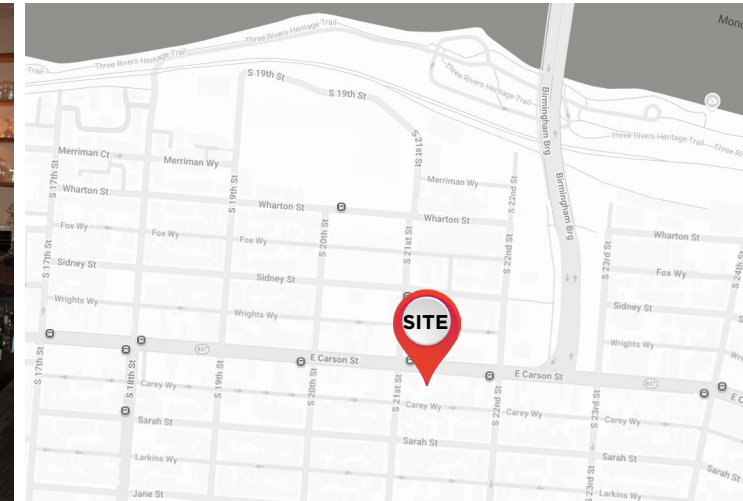 Mono
Three Rivers Heritage Trail
Three Rivers Heritage Trail
Trail
S 19th St
S 19th St
Three Rivers Heritage Trail
Birmingham Brg
Three Rivers Heritage Trail
Three Ri
S 21st St
Merriman Ct
Merriman Wy
S 17th St
S 19th St
Merriman Wy
S 22nd St
Birmingham Brg
Wharton St
Wharton St
Wharton St
Wharton St
S 20th St
S 21st St
S 22nd St
S 23rd St
S 24th St
Fox Wy
Fox Wy
Fox Wy
Fox Wy
S 17th St
Sidney St
Sidney St
Sidney St
Wrights Wy
Wrights Wy
Wrights Wy
SITE
837
E Carson St
E Carson St
837
E C
S 17th St
S 18th St
S 19th St
S 20th St
S 21st St
S 22nd St
S 23rd St
Carey Wy
Carey Wy
Carey Wy
Carey Wy
Sarah St
Sarah St
Sarah St
Sarah St
Larkins Wy
Larkins Wy
S 23rd St
Jane St